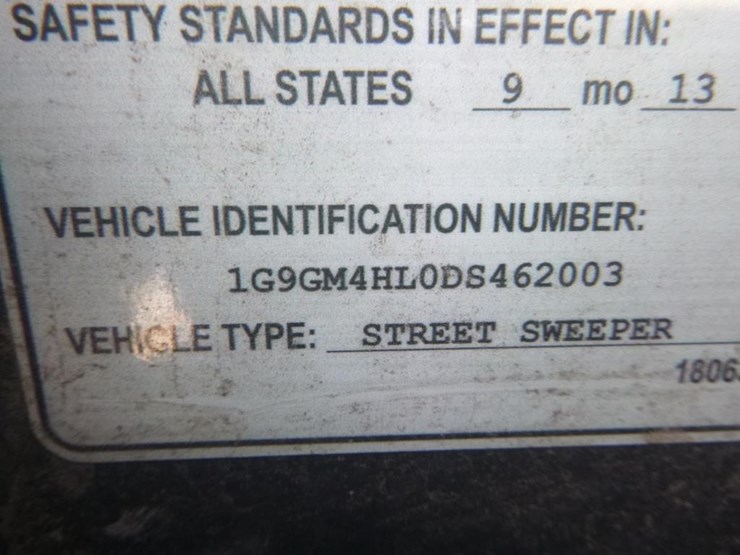 SAFETY STANDARDS IN EFFECT IN:
ALL STATES 9 mo 13
VEHICLE IDENTIFICATION NUMBER:
1G9GM4HL0DS462003
VEHICLE TYPE: STREET SWEEPER
1806